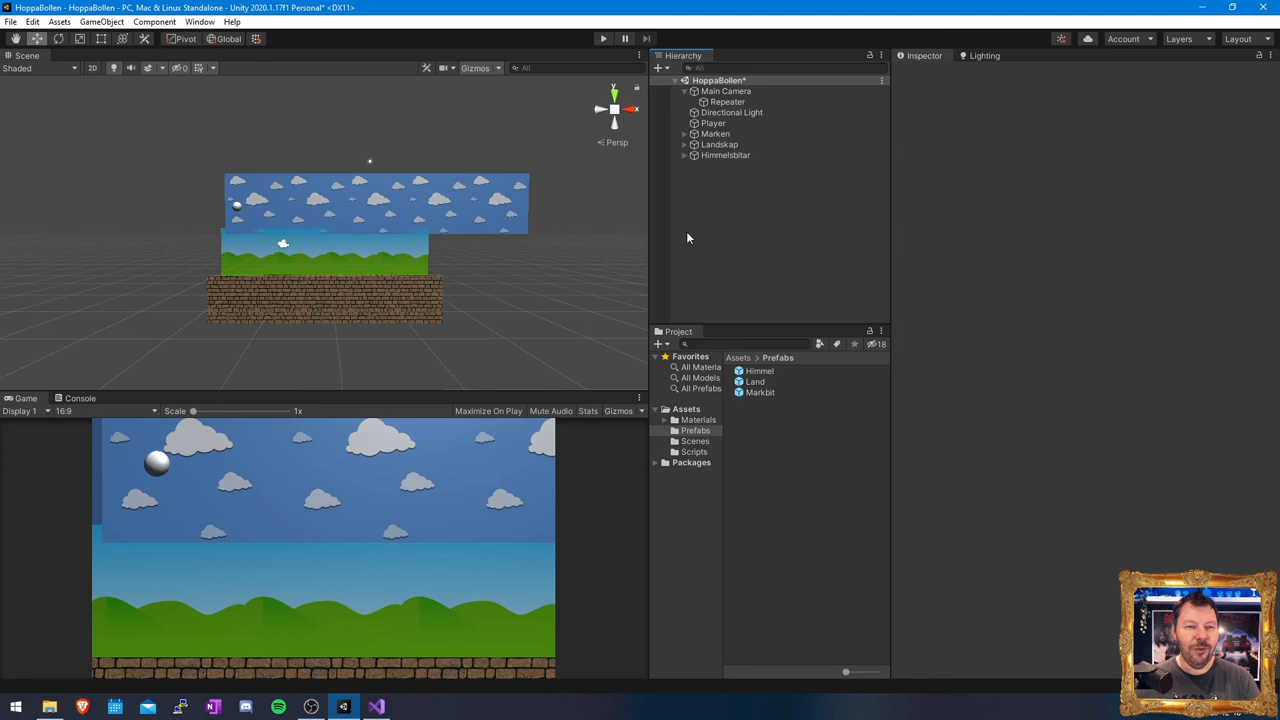 HoppaBollen - HoppaBollen - PC, Mac & Linux Standalone - Unity 2020.1.17f1 Personal* <DX11>
File Edit Assets GameObject Component Window Help
Pivot Global Account Layers Layout
Scene
Shaded 2D 0 Gizmos All
y
x
Persp
Hierarchy
All
HoppaBollen*
Main Camera
Repeater
Directional Light
Player
Marken
Landskap
Himmelsbitar
Inspector Lighting
Project
18
Favorites
All Materia
All Models
All Prefabs
Assets
Materials
Prefabs
Scenes
Scripts
Packages
Assets > Prefabs
Himmel
Land
Markbit
Game Console
Display 1 16:9 Scale 1x Maximize On Play Mute Audio Stats Gizmos